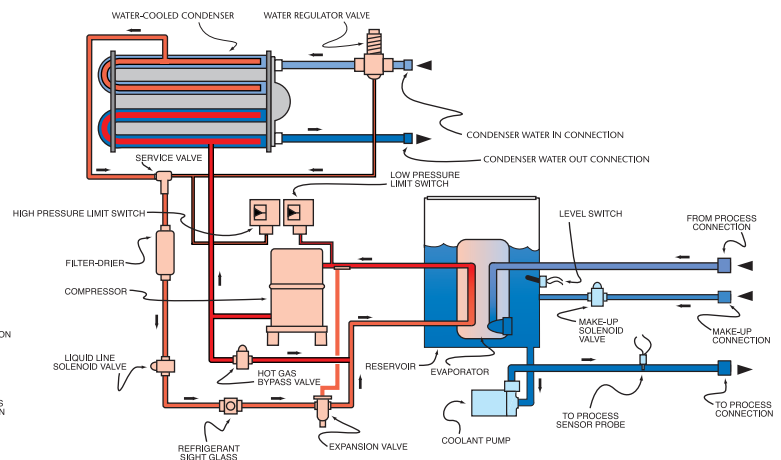 WATER-COOLED CONDENSER
WATER REGULATOR VALVE
CONDENSER WATER IN CONNECTION
CONDENSER WATER OUT CONNECTION
SERVICE VALVE
LOW PRESSURE
LIMIT SWITCH
HIGH PRESSURE LIMIT SWITCH
LEVEL SWITCH
FROM PROCESS
CONNECTION
FILTER-DRIER
COMPRESSOR
MAKE-UP
SOLENOID
VALVE
MAKE-UP
CONNECTION
ON
LIQUID LINE
SOLENOID VALVE
HOT GAS
BYPASS VALVE
RESERVOIR
EVAPORATOR
S
ON
TO PROCESS
SENSOR PROBE
TO PROCESS
CONNECTION
COOLANT PUMP
REFRIGERANT
SIGHT GLASS
EXPANSION VALVE